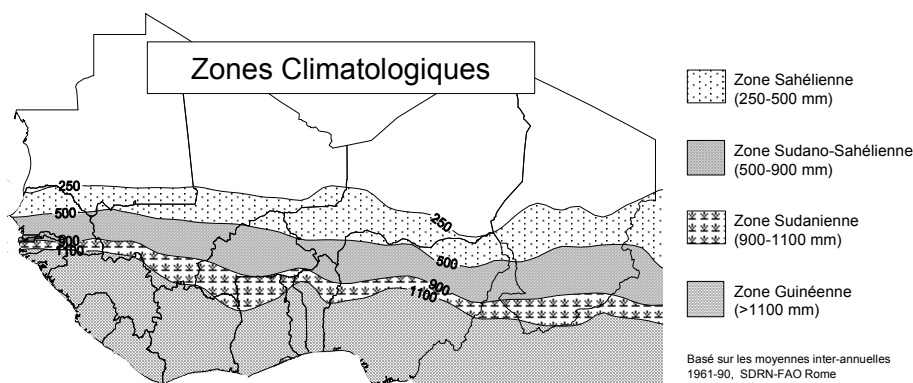 Zones Climatologiques
250
500
900
1100
250
500
900
1100
Zone Sahélienne
(250-500 mm)
Zone Sudano-Sahélienne
(500-900 mm)
Zone Sudanienne
(900-1100 mm)
Zone Guinéenne
(>1100 mm)
Basé sur les moyennes inter-annuelles
1961-90, SDRN-FAO Rome